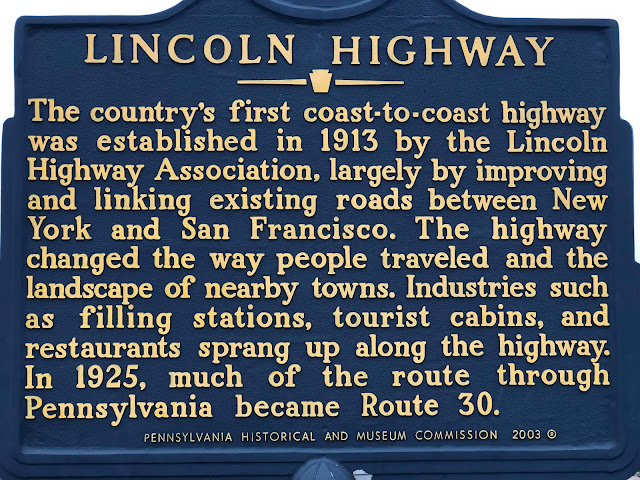 LINCOLN HIGHWAY
The country's first coast-to-coast highway
was established in 1913 by the Lincoln
Highway Association, largely by improving
and linking existing roads between New
York and San Francisco. The highway
changed the way people traveled and the
landscape of nearby towns. Industries such
as filling stations, tourist cabins, and
restaurants sprang up along the highway.
In 1925, much of the route through
Pennsylvania became Route 30.
PENNSYLVANIA HISTORICAL AND MUSEUM COMMISSION 2003 ®